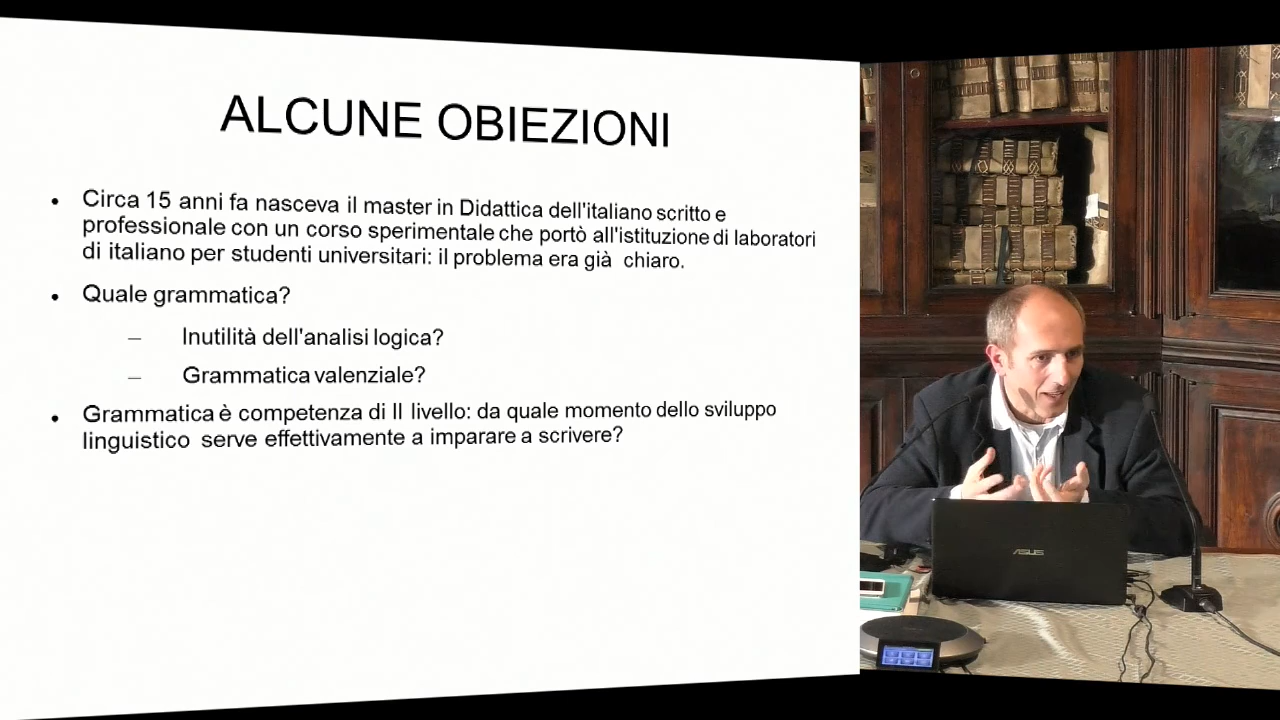 ALCUNE OBIEZIONI
• Circa 15 anni fa nasceva il master in Didattica dell'italiano scritto e
professionale con un corso sperimentale che portò all'istituzione di laboratori
di italiano per studenti universitari: il problema era già chiaro.
• Quale grammatica?
– Inutilità dell'analisi logica?
– Grammatica valenziale?
• Grammatica è competenza di II livello: da quale momento dello sviluppo
linguistico serve effettivamente a imparare a scrivere?
ASUS